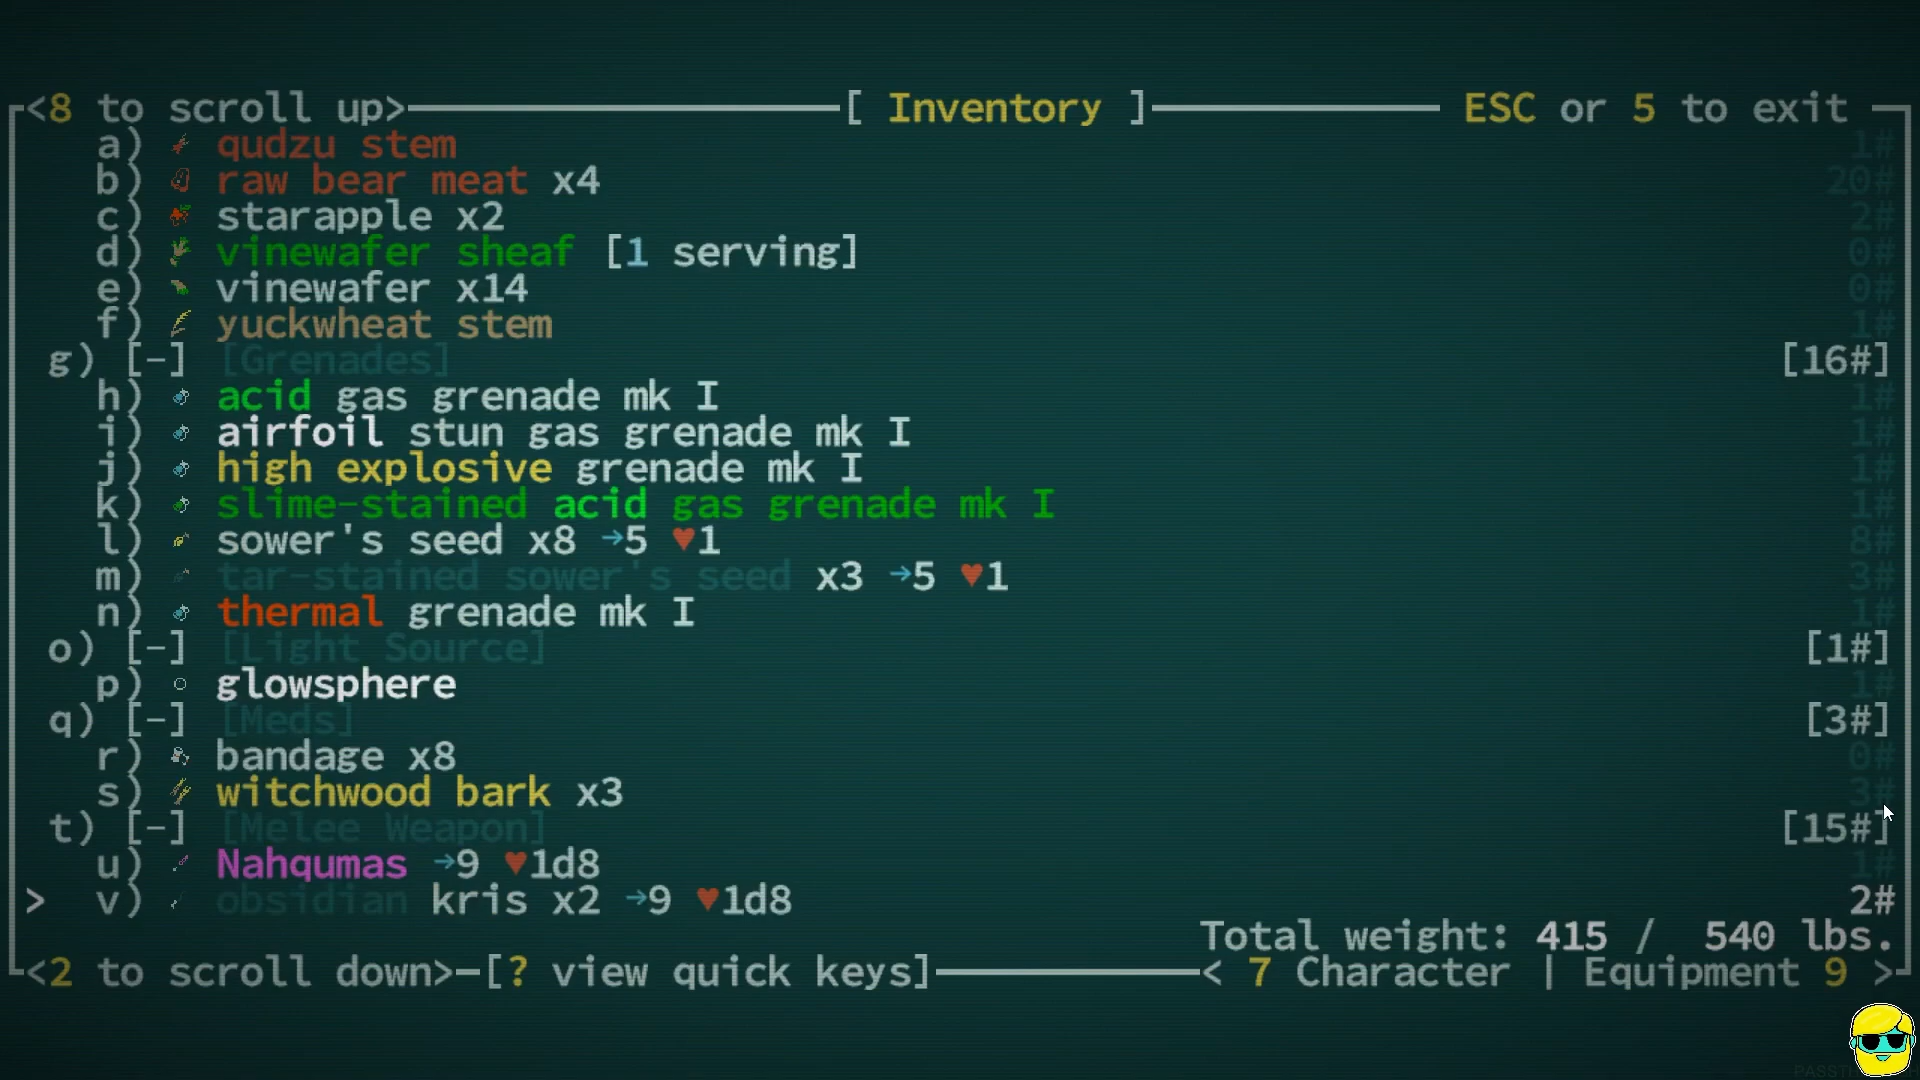 <8 to scroll up> [ Inventory ] ESC or 5 to exit
a) qudzu stem 1#
b) raw bear meat x4 20#
c) starapple x2 2#
d) vinewafer sheaf [1 serving] 0#
e) vinewafer x14 0#
f) yuckwheat stem 1#
g) [-] [Grenades] [16#]
h) acid gas grenade mk I 1#
i) airfoil stun gas grenade mk I 1#
j) high explosive grenade mk I 1#
k) slime-stained acid gas grenade mk I 1#
l) sower's seed x8 →5 ♥1 8#
m) tar-stained sower's seed x3 →5 ♥1 3#
n) thermal grenade mk I 1#
o) [-] [Light Source] [1#]
p) glowsphere 1#
q) [-] [Meds] [3#]
r) bandage x8 0#
s) witchwood bark x3 3#
t) [-] [Melee Weapon] [15#]
u) Nahqumas →9 ♥1d8 1#
> v) obsidian kris x2 →9 ♥1d8 2#
Total weight: 415 / 540 lbs.
<2 to scroll down> [? view quick keys] < 7 Character | Equipment 9 >